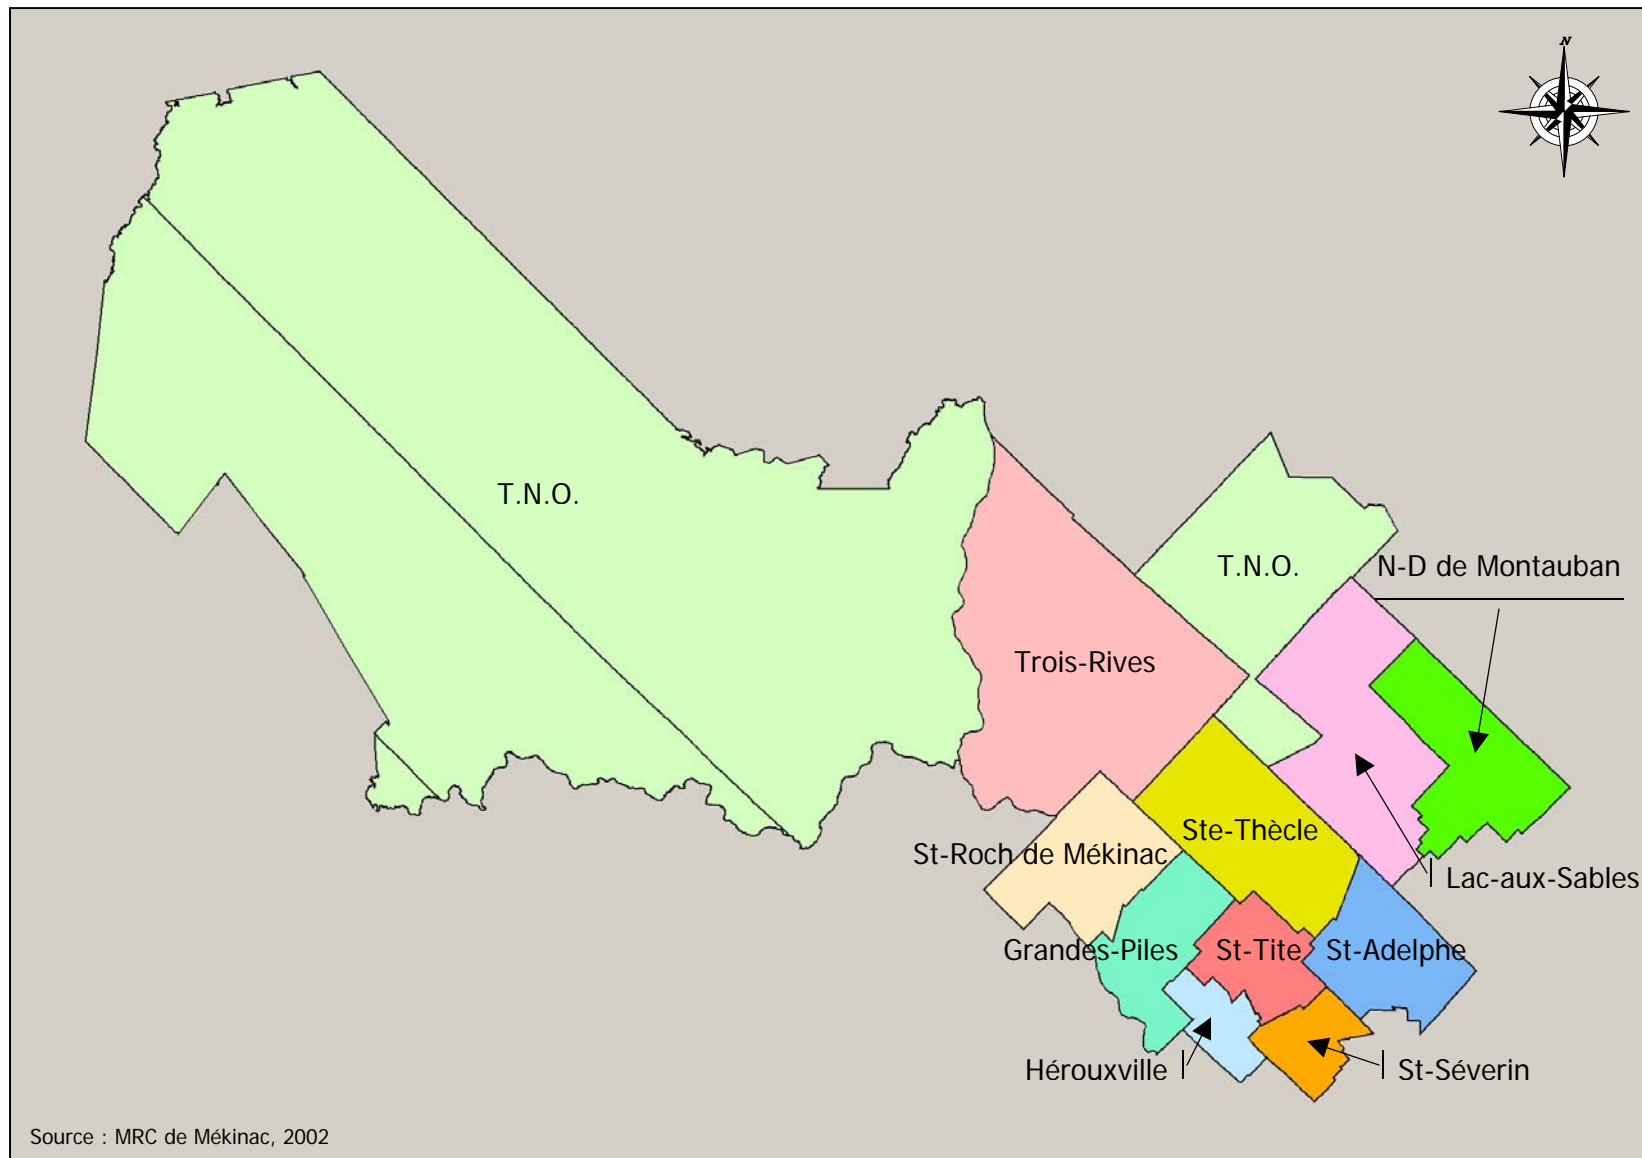 N
T.N.O.
T.N.O.
N-D de Montauban
Trois-Rives
Ste-Thècle
St-Roch de Mékinac
Lac-aux-Sables
Grandes-Piles
St-Tite
St-Adelphe
Hérouxville
St-Séverin
Source : MRC de Mékinac, 2002